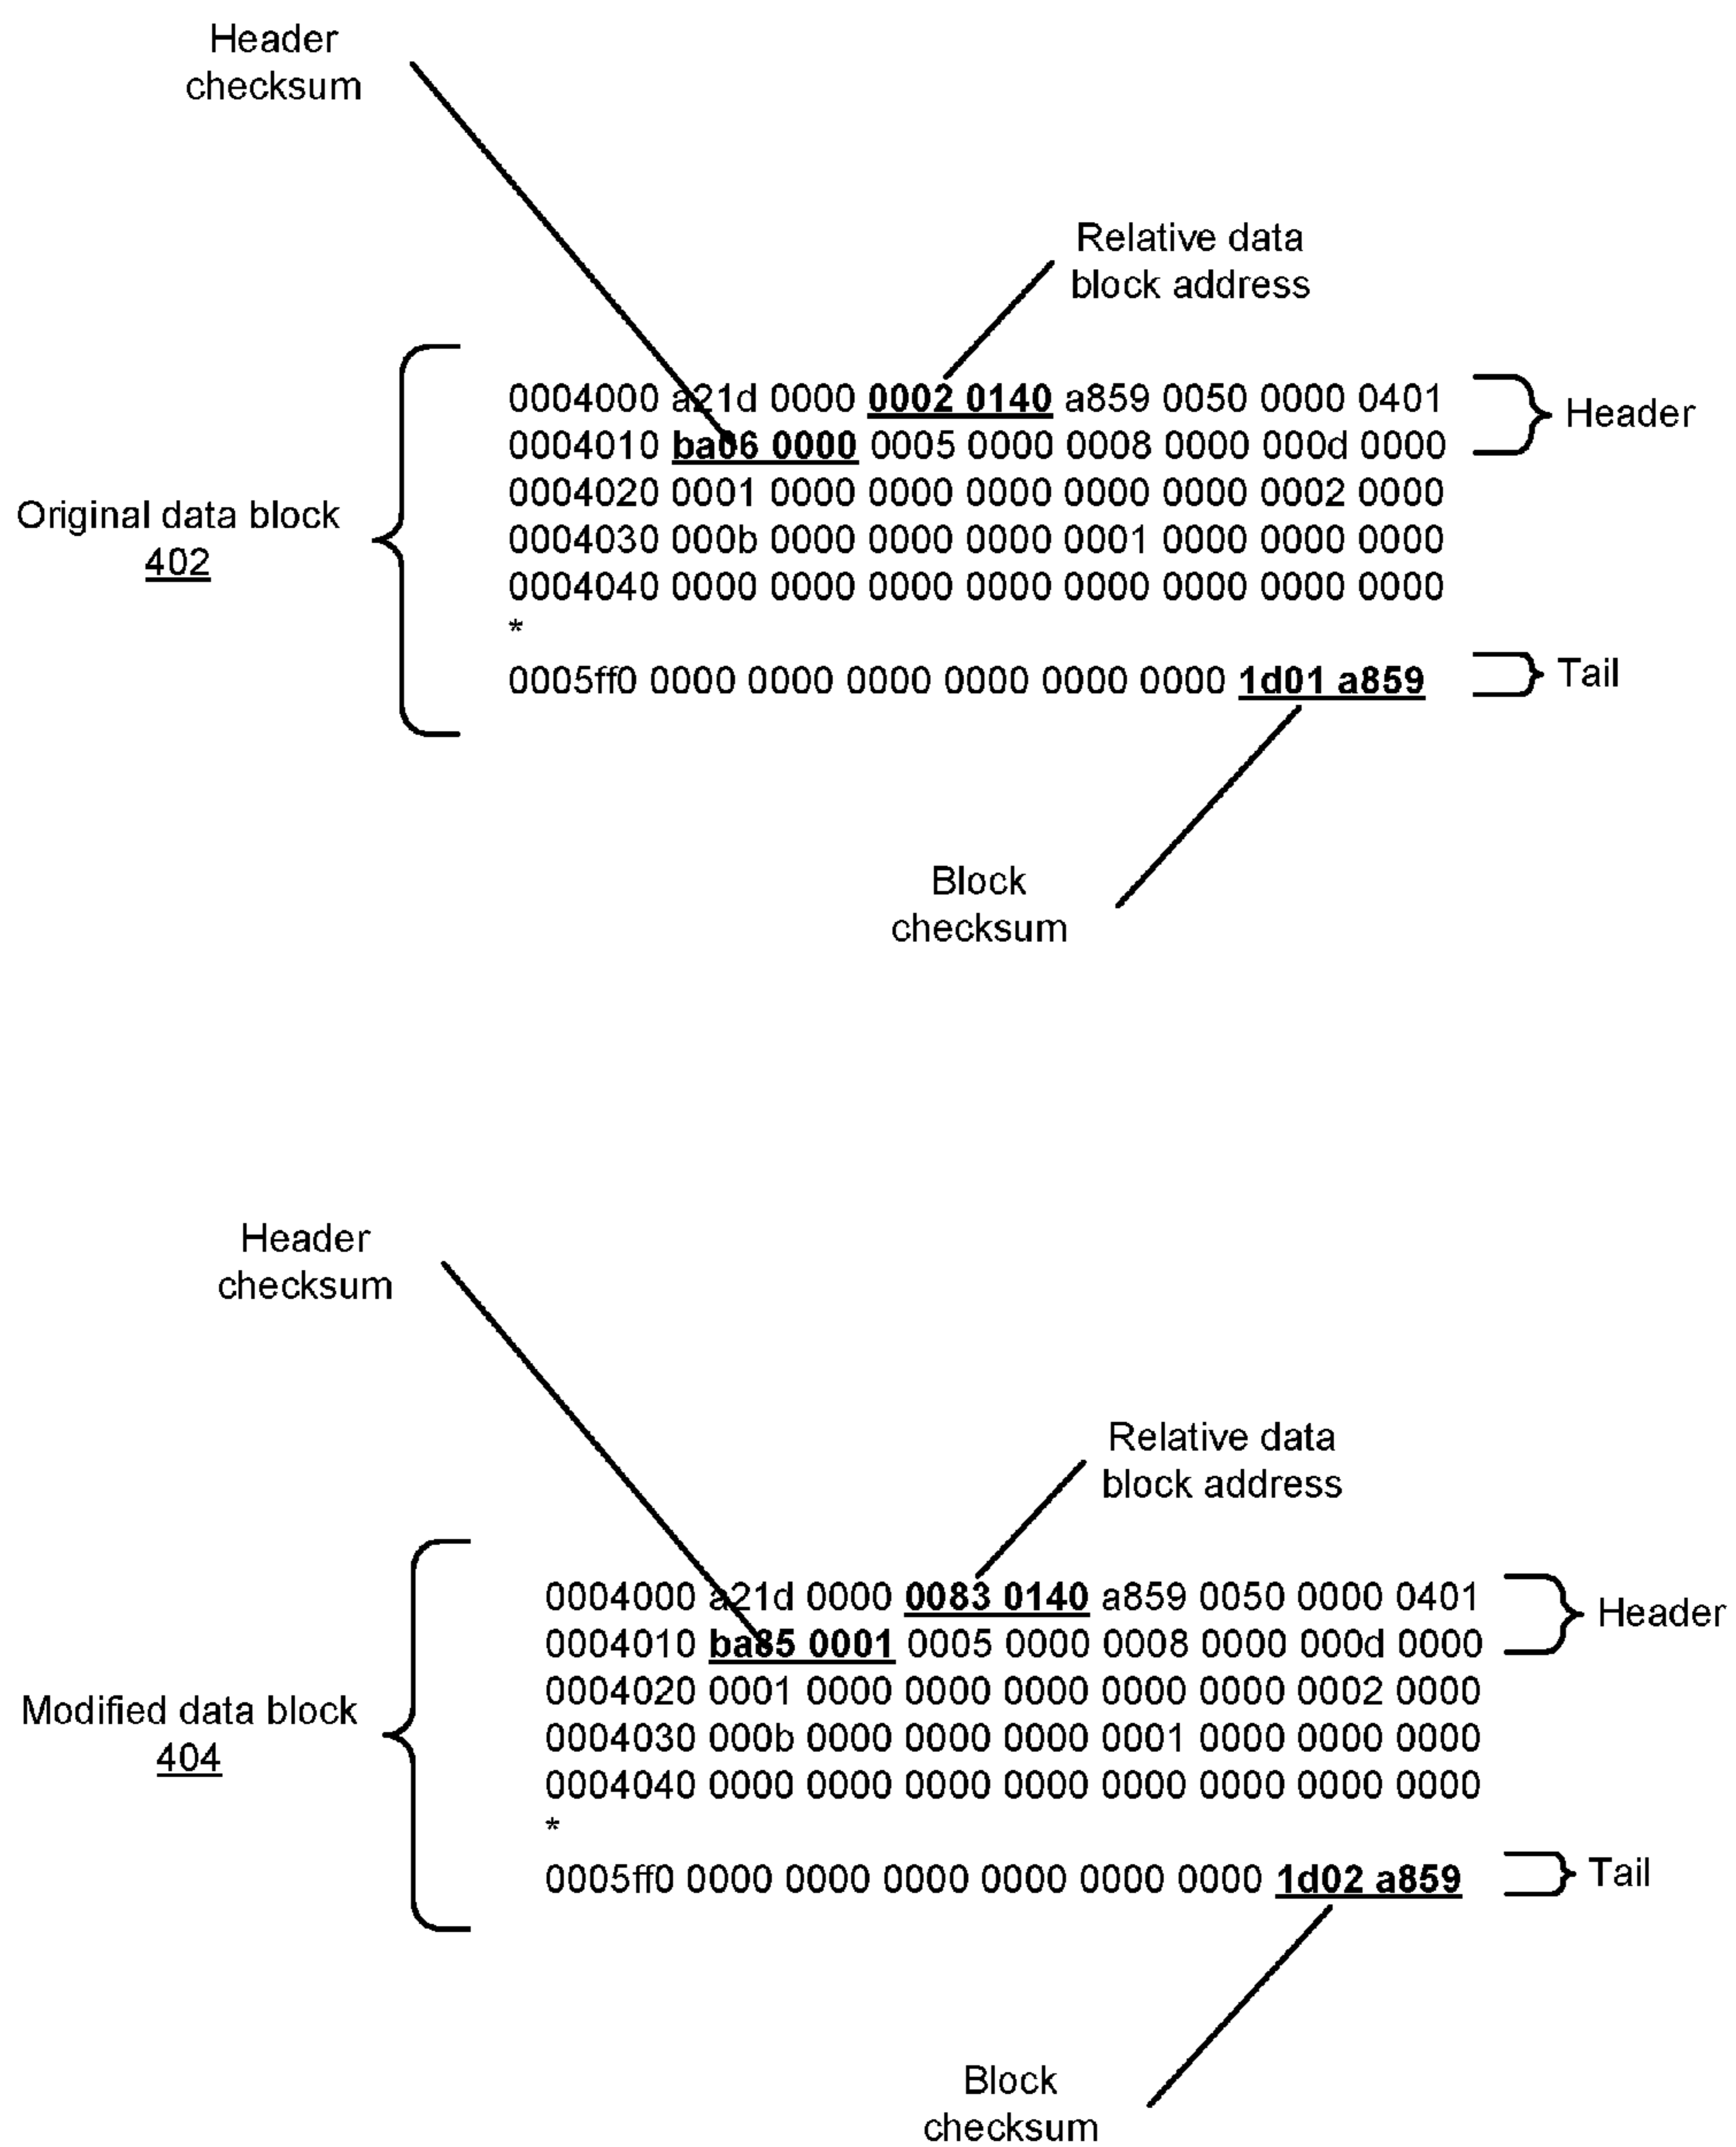 Header
checksum
Relative data
block address
0004000 a21d 0000 0002 0140 a859 0050 0000 0401
Header
0004010 ba06 0000 0005 0000 0008 0000 000d 0000
0004020 0001 0000 0000 0000 0000 0000 0002 0000
Original data block
402
0004030 000b 0000 0000 0000 0001 0000 0000 0000
0004040 0000 0000 0000 0000 0000 0000 0000 0000
*
0005ff0 0000 0000 0000 0000 0000 0000 1d01 a859
Tail
Block
checksum
Header
checksum
Relative data
block address
0004000 a21d 0000 0083 0140 a859 0050 0000 0401
Header
0004010 ba85 0001 0005 0000 0008 0000 000d 0000
0004020 0001 0000 0000 0000 0000 0000 0002 0000
Modified data block
404
0004030 000b 0000 0000 0000 0001 0000 0000 0000
0004040 0000 0000 0000 0000 0000 0000 0000 0000
*
0005ff0 0000 0000 0000 0000 0000 0000 1d02 a859
Tail
Block
checksum